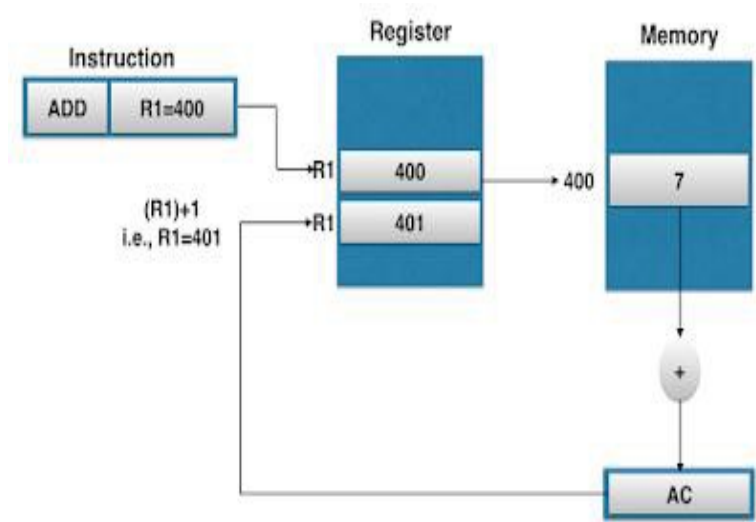 Register
Memory
Instruction
ADD
R1=400
R1
400
400
7
(R1)+1
i.e., R1=401
R1
401
+
AC